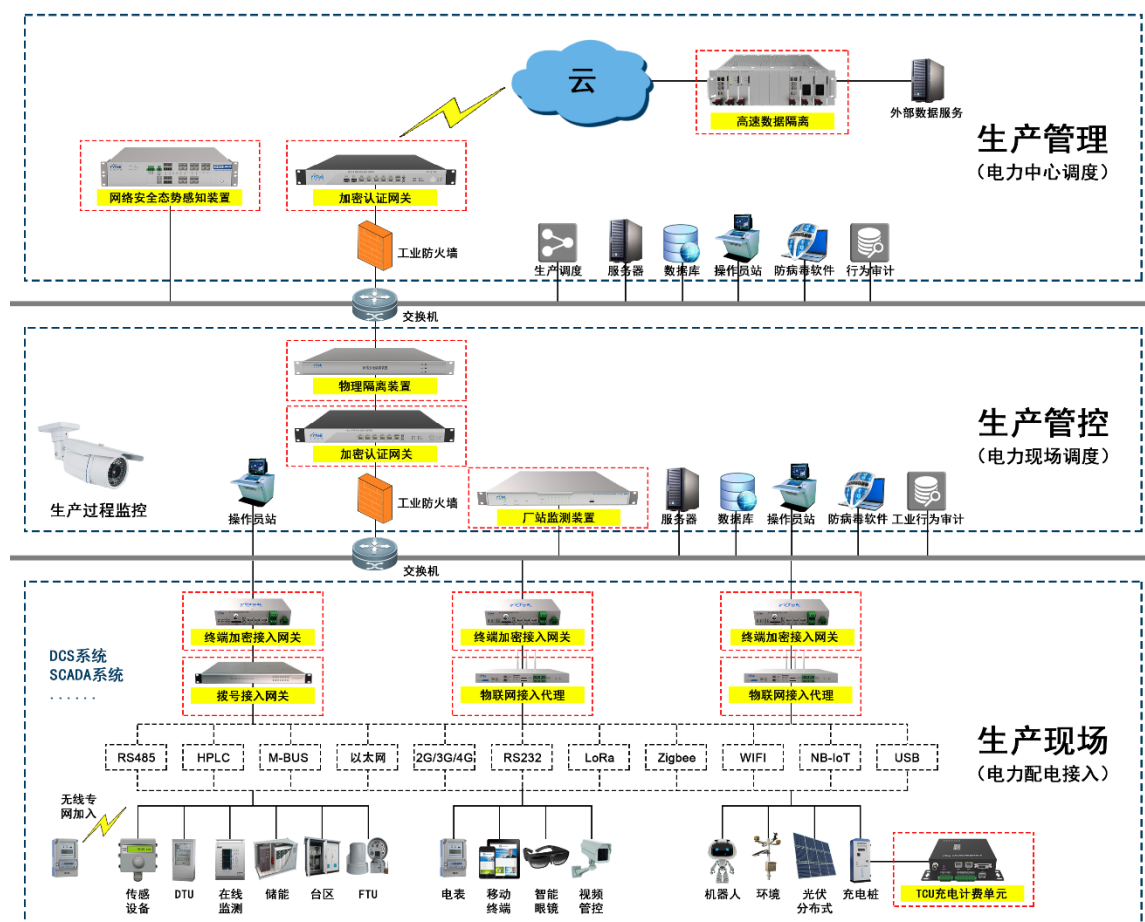 云
高速数据隔离
外部数据服务
生产管理
（电力中心调度）
网络安全态势感知装置
加密认证网关
工业防火墙
生产调度
服务器
数据库
操作员站
防病毒软件
行为审计
交换机
物理隔离装置
加密认证网关
生产管控
（电力现场调度）
生产过程监控
操作员站
工业防火墙
厂站监测装置
服务器
数据库
操作员站
防病毒软件
工业行为审计
交换机
终端加密接入网关
终端加密接入网关
终端加密接入网关
DCS系统
SCADA系统
......
拨号接入网关
物联网接入代理
物联网接入代理
生产现场
（电力配电接入）
RS485
HPLC
M-BUS
以太网
2G/3G/4G
RS232
LoRa
Zigbee
WIFI
NB-IoT
USB
无线专
网加入
传感
设备
DTU
在线
监测
储能
台区
FTU
电表
移动
终端
智能
眼镜
视频
管控
机器人
环境
光伏
分布式
充电桩
TCU充电计费单元